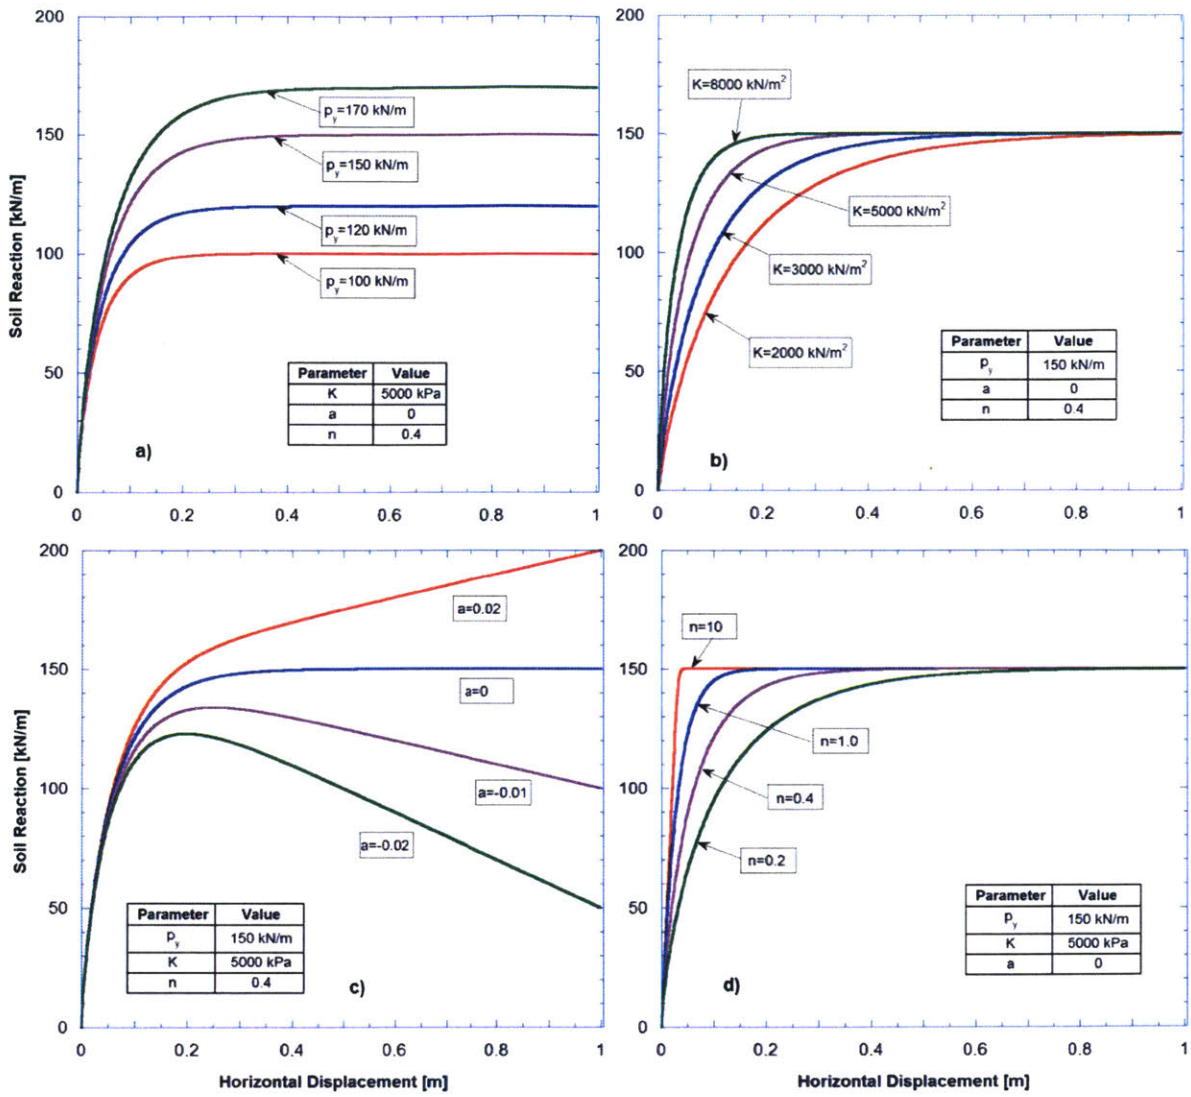 200
150
100
50
0
Soil Reaction [kN/m]
p_y=170 kN/m
p_y=150 kN/m
p_y=120 kN/m
p_y=100 kN/m
Parameter Value
K 5000 kPa
a 0
n 0.4
a)
0 0.2 0.4 0.6 0.8 1
200
150
100
50
0
K=8000 kN/m²
K=5000 kN/m²
K=3000 kN/m²
K=2000 kN/m²
Parameter Value
p_y 150 kN/m
a 0
n 0.4
b)
0 0.2 0.4 0.6 0.8 1
200
150
100
50
0
Soil Reaction [kN/m]
a=0.02
a=0
a=-0.01
a=-0.02
Parameter Value
p_y 150 kN/m
K 5000 kPa
n 0.4
c)
0 0.2 0.4 0.6 0.8 1
Horizontal Displacement [m]
200
150
100
50
0
n=10
n=1.0
n=0.4
n=0.2
Parameter Value
p_y 150 kN/m
K 5000 kPa
a 0
d)
0 0.2 0.4 0.6 0.8 1
Horizontal Displacement [m]